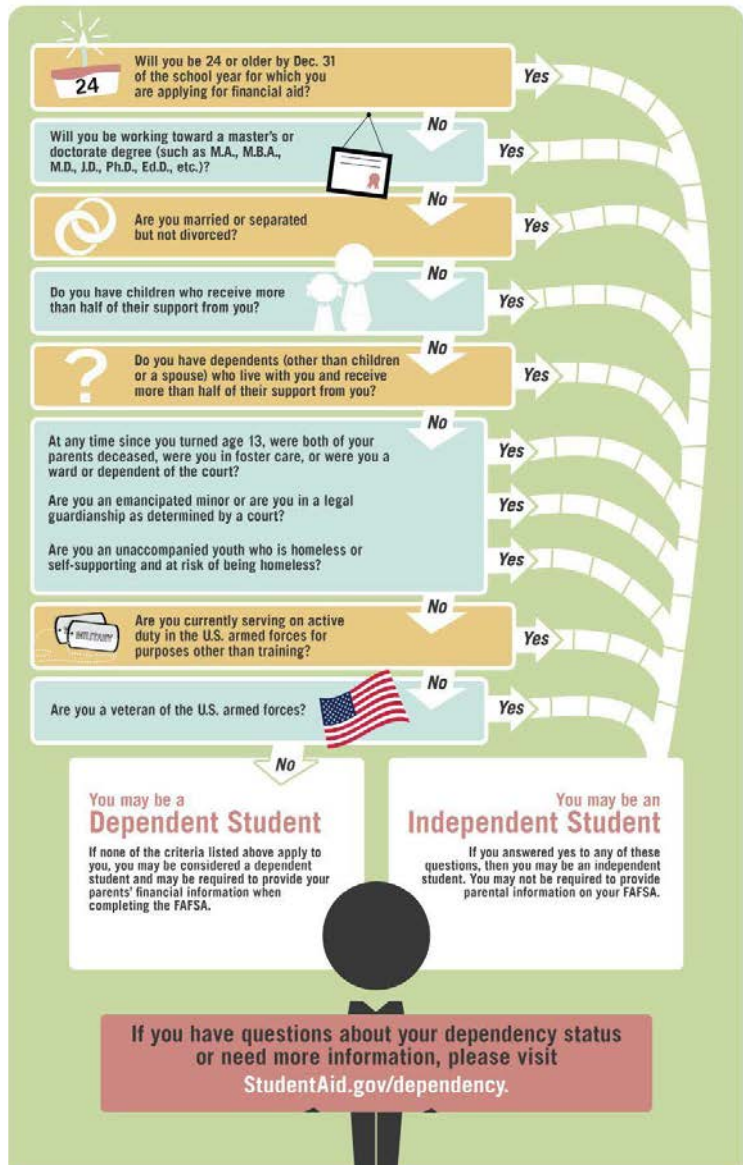 24
Will you be 24 or older by Dec. 31
of the school year for which you
are applying for financial aid?
Yes
No
Will you be working toward a master's or
doctorate degree (such as M.A., M.B.A.,
M.D., J.D., Ph.D., Ed.D., etc.)?
Yes
No
Are you married or separated
but not divorced?
Yes
No
Do you have children who receive more
than half of their support from you?
Yes
No
?
Do you have dependents (other than children
or a spouse) who live with you and receive
more than half of their support from you?
Yes
No
At any time since you turned age 13, were both of your
parents deceased, were you in foster care, or were you a
ward or dependent of the court?
Yes
Are you an emancipated minor or are you in a legal
guardianship as determined by a court?
Yes
Are you an unaccompanied youth who is homeless or
self-supporting and at risk of being homeless?
Yes
No
MILITARY
Are you currently serving on active
duty in the U.S. armed forces for
purposes other than training?
Yes
No
Are you a veteran of the U.S. armed forces?
Yes
No
You may be a
Dependent Student
If none of the criteria listed above apply to
you, you may be considered a dependent
student and may be required to provide your
parents' financial information when
completing the FAFSA.
You may be an
Independent Student
If you answered yes to any of these
questions, then you may be an independent
student. You may not be required to provide
parental information on your FAFSA.
If you have questions about your dependency status
or need more information, please visit
StudentAid.gov/dependency.